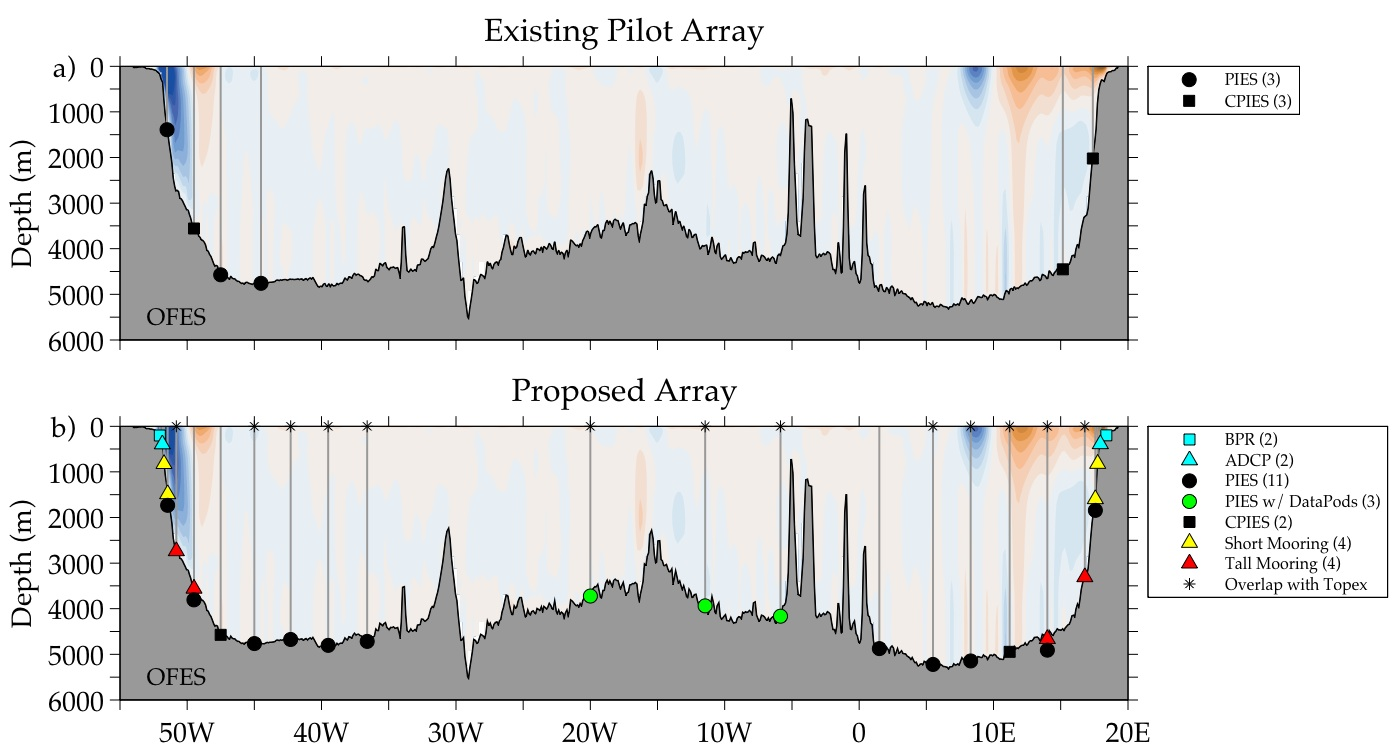 Existing Pilot Array
a) 0
1000
2000
3000
4000
5000
6000
Depth (m)
OFES
PIES (3)
CPIES (3)
Proposed Array
b) 0
1000
2000
3000
4000
5000
6000
Depth (m)
OFES
50W 40W 30W 20W 10W 0 10E 20E
BPR (2)
ADCP (2)
PIES (11)
PIES w/ DataPods (3)
CPIES (2)
Short Mooring (4)
Tall Mooring (4)
Overlap with Topex